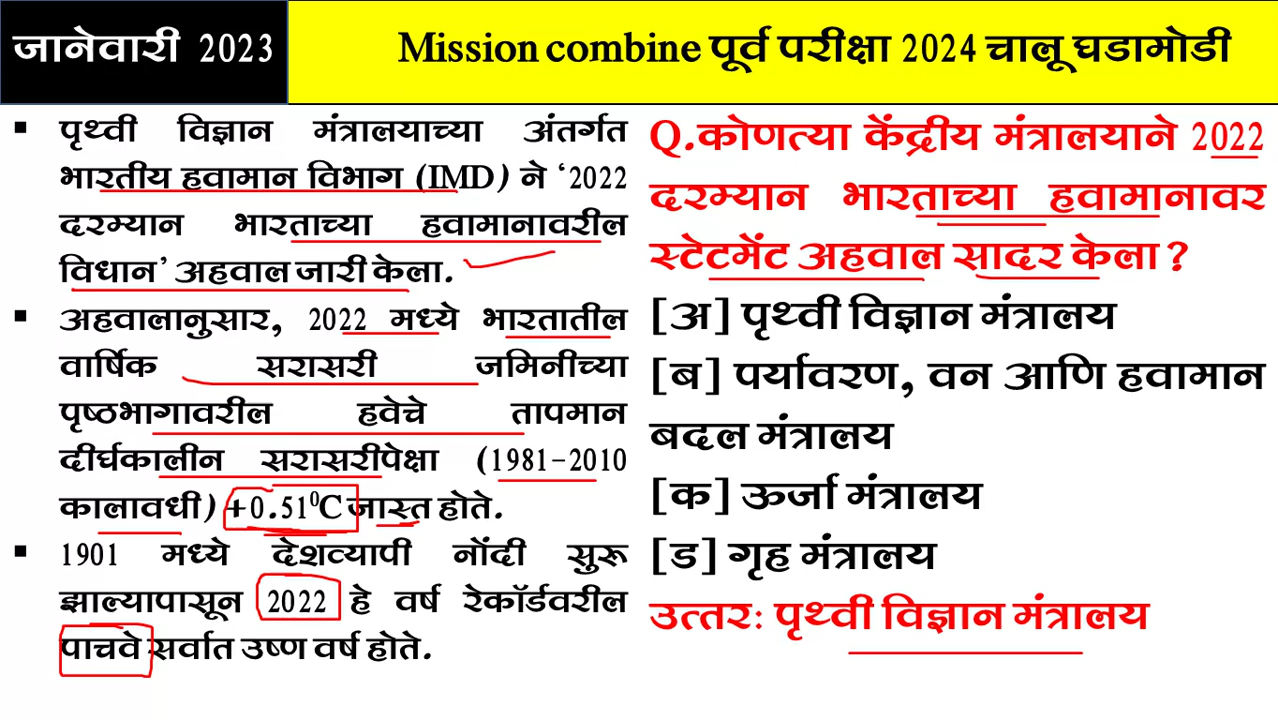 जानेवारी 2023
Mission combine पूर्व परीक्षा 2024 चालू घडामोडी
▪ पृथ्वी विज्ञान मंत्रालयाच्या अंतर्गत
भारतीय हवामान विभाग (IMD) ने ‘2022
दरम्यान भारताच्या हवामानावरील
विधान’ अहवाल जारी केला.
▪ अहवालानुसार, 2022 मध्ये भारतातील
वार्षिक सरासरी जमिनीच्या
पृष्ठभागावरील हवेचे तापमान
दीर्घकालीन सरासरीपेक्षा (1981-2010
कालावधी) +0.51⁰C जास्त होते.
▪ 1901 मध्ये देशव्यापी नोंदी सुरू
झाल्यापासून 2022 हे वर्ष रेकॉर्डवरील
पाचवे सर्वात उष्ण वर्ष होते.
Q.कोणत्या केंद्रीय मंत्रालयाने 2022
दरम्यान भारताच्या हवामानावर
स्टेटमेंट अहवाल सादर केला?
[अ] पृथ्वी विज्ञान मंत्रालय
[ब] पर्यावरण, वन आणि हवामान
बदल मंत्रालय
[क] ऊर्जा मंत्रालय
[ड] गृह मंत्रालय
उत्तर: पृथ्वी विज्ञान मंत्रालय